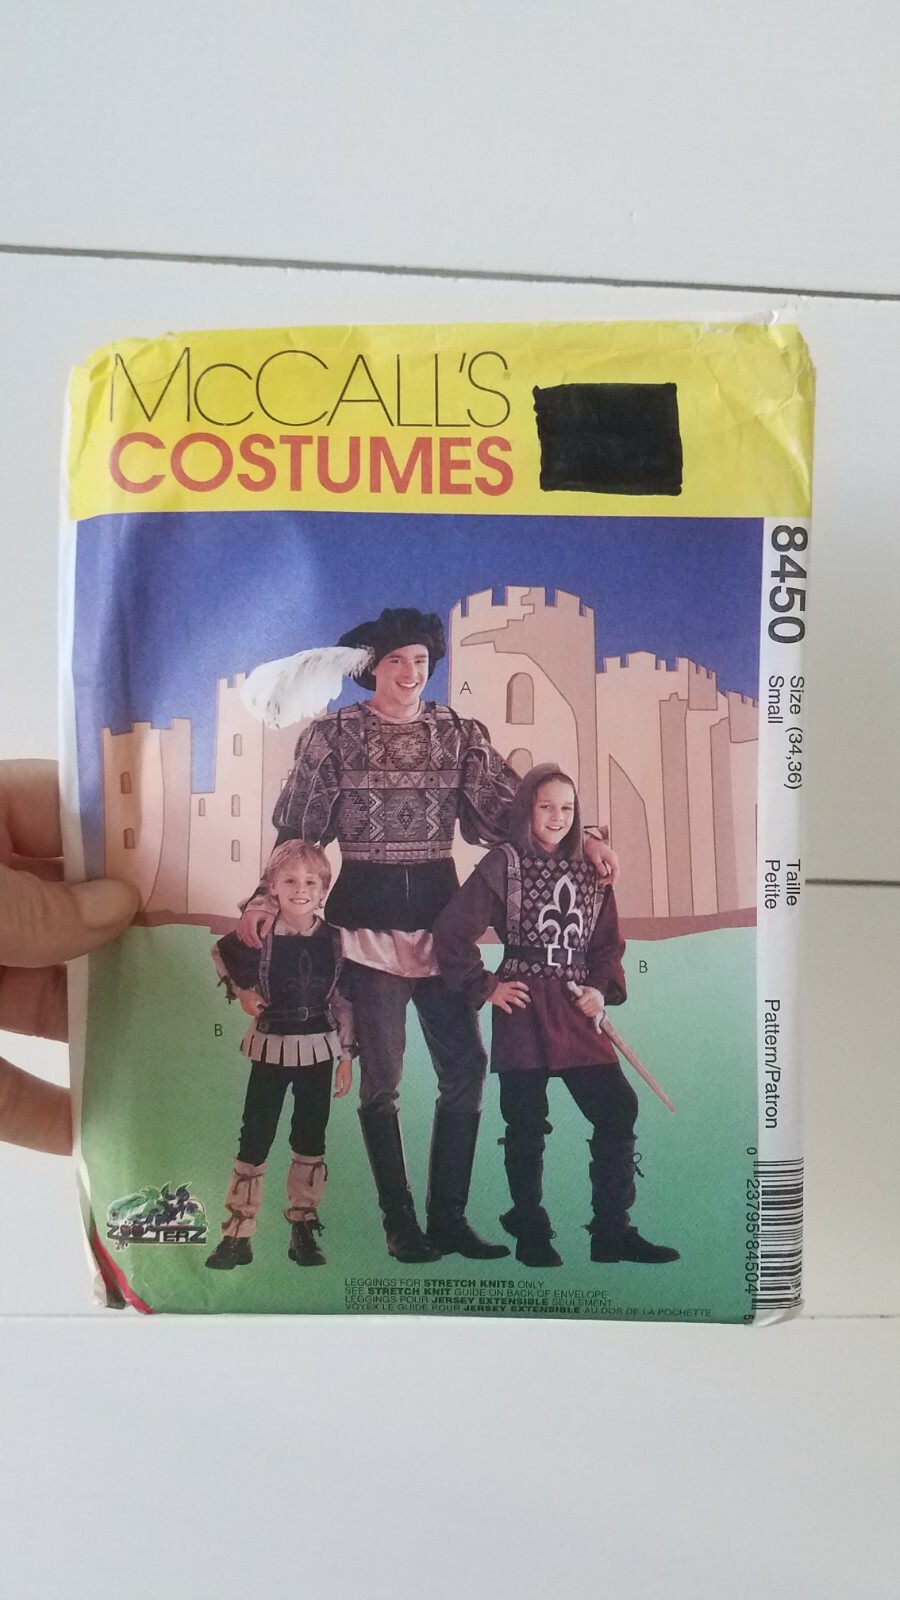 McCALL'S
COSTUMES
8450
Size (34,36)
Small
Taille
Petite
Pattern/Patron
A
B
B
ZOOTERZ
LEGGINGS FOR STRETCH KNITS ONLY
SEE STRETCH KNIT GUIDE ON BACK OF ENVELOPE
LEGGINGS POUR JERSEY EXTENSIBLE SEULEMENT
VOYEZ LE GUIDE POUR JERSEY EXTENSIBLE AU DOS DE LA POCHETTE
0 23795 84504 5